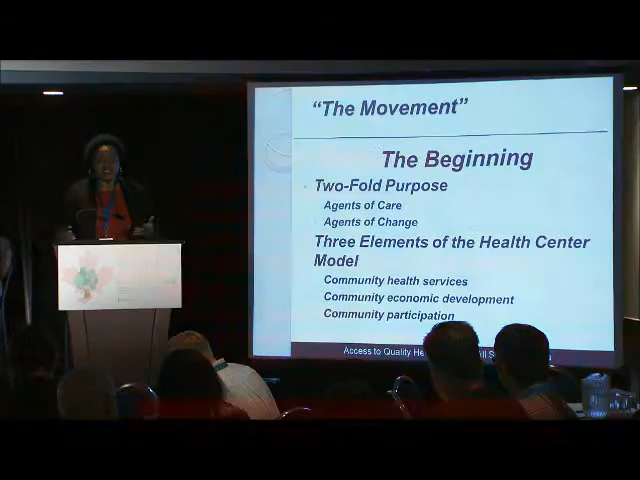 “The Movement”
The Beginning
Two-Fold Purpose
Agents of Care
Agents of Change
Three Elements of the Health Center
Model
Community health services
Community economic development
Community participation
Access to Quality